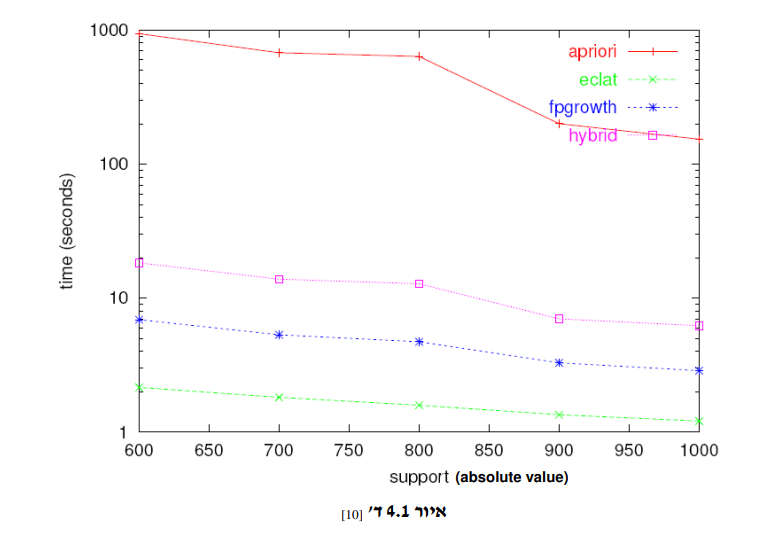 1000
100
10
1
time (seconds)
apriori
eclat
fpgrowth
hybrid
600 650 700 750 800 850 900 950 1000
support (absolute value)
איור 4.1 ד' [10]